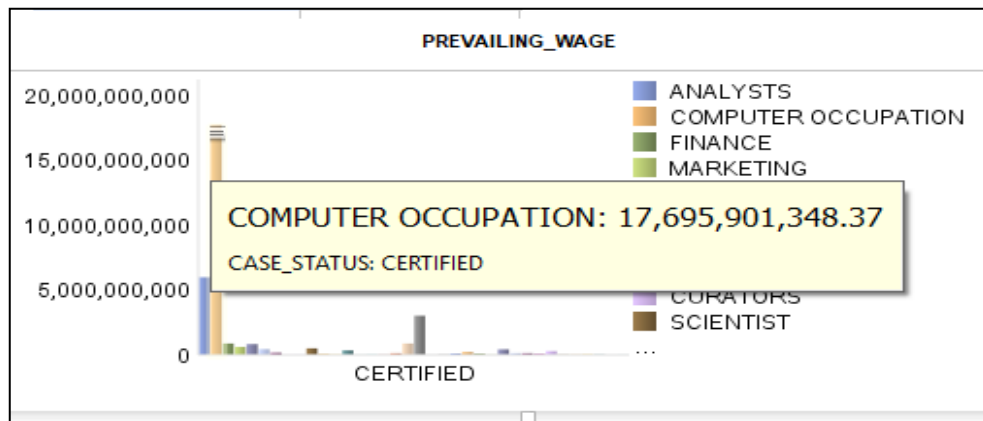 PREVAILING_WAGE
20,000,000,000
15,000,000,000
10,000,000,000
5,000,000,000
0
CERTIFIED
ANALYSTS
COMPUTER OCCUPATION
FINANCE
MARKETING
COMPUTER OCCUPATION: 17,695,901,348.37
CASE_STATUS: CERTIFIED
CURATORS
SCIENTIST
...